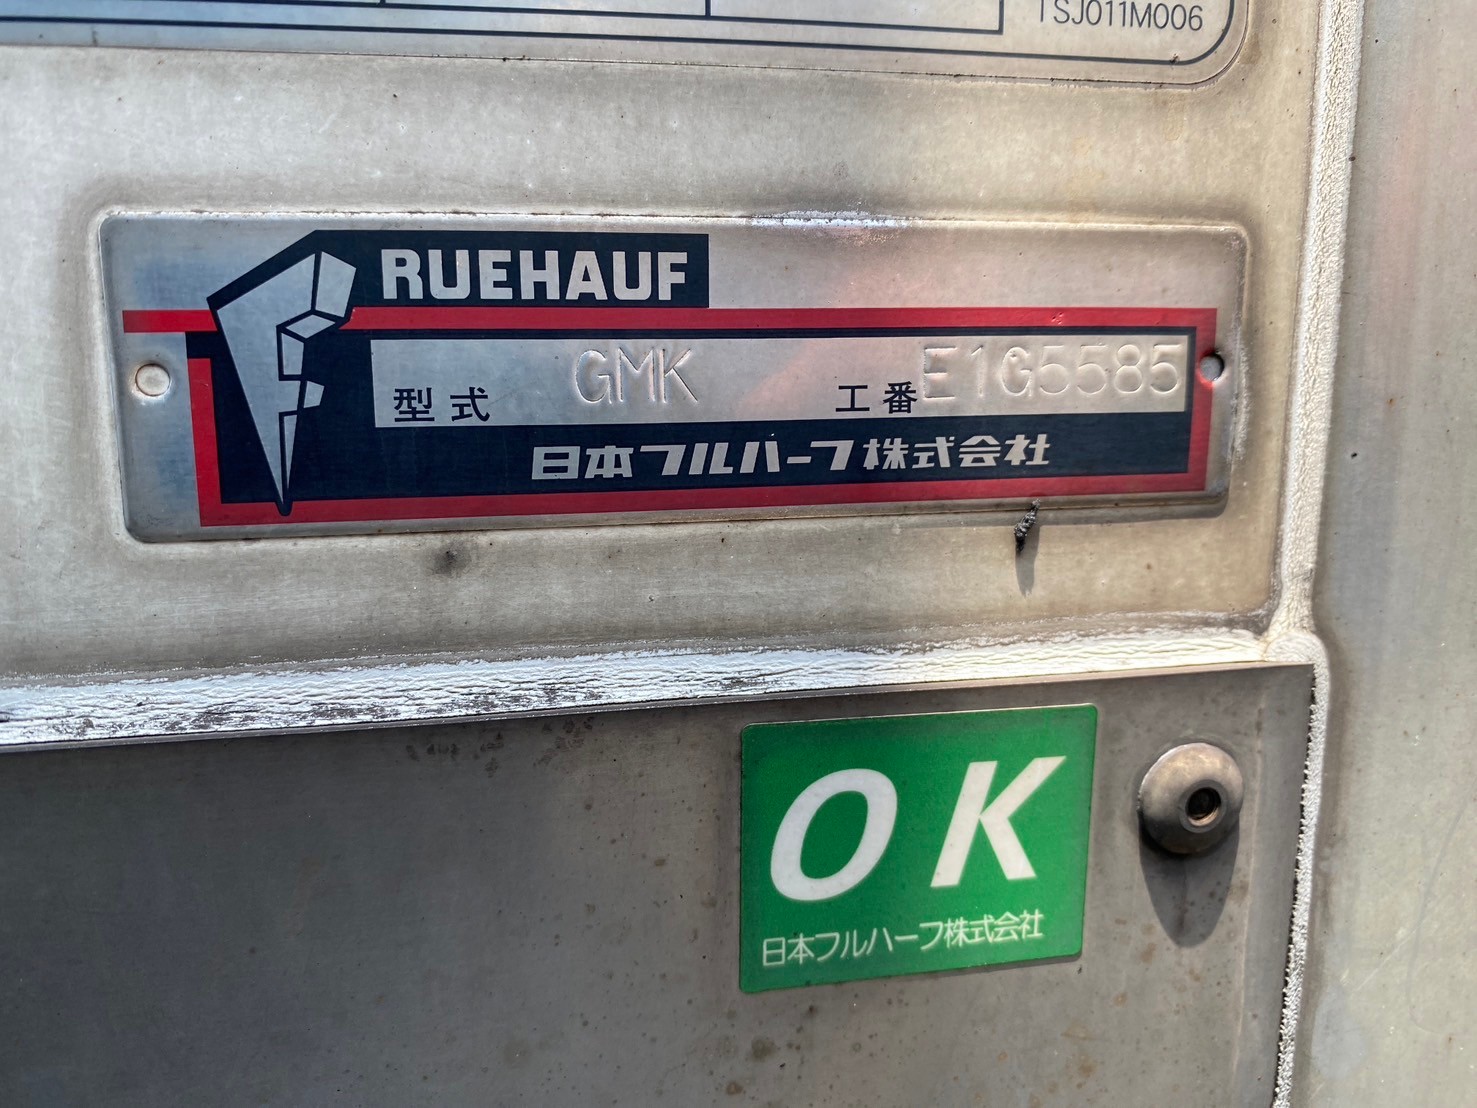 TSJ011M006
FRUEHAUF
型式 GMK 工番 E1G5585
日本フルハーフ株式会社
OK
日本フルハーフ株式会社